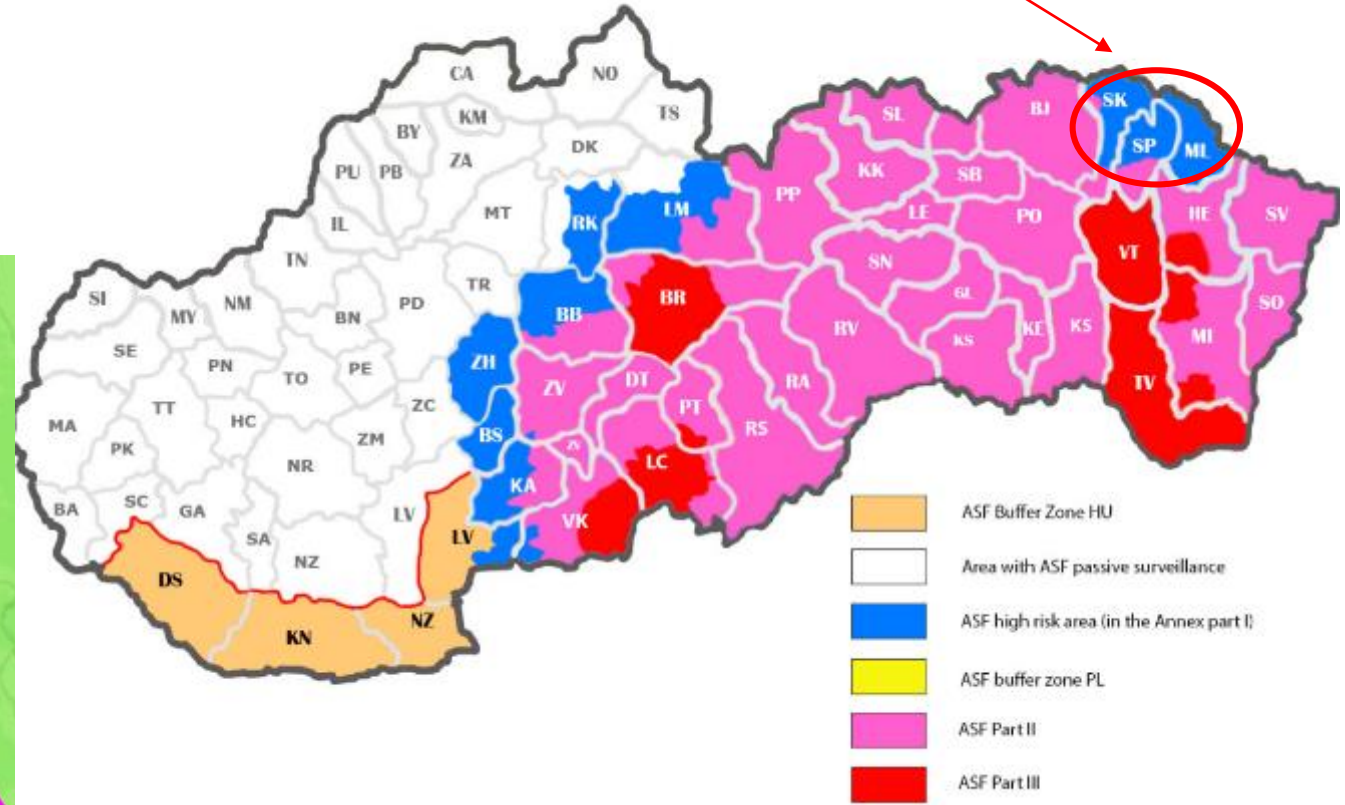 CA
NO
TS
KM
BY
DK
ZA
PU
PB
MT
IL
RK
LM
TN
TR
PD
SI
MY
NM
BN
BB
SE
PN
PE
ZH
TO
MA
TT
HC
ZC
BS
PK
ZM
NR
KA
BA
SC
GA
LV
LV
SA
NZ
DS
KN
NZ
SK
BJ
SL
SP
ML
PP
KK
SB
LE
PO
HE
SV
SN
VT
BR
GL
SO
RV
KS
KE
KS
MI
ZV
DT
RA
PT
TV
RS
LC
VK
ASF Buffer Zone HU
Area with ASF passive surveillance
ASF high risk area (in the Annex part I)
ASF buffer zone PL
ASF Part II
ASF Part III